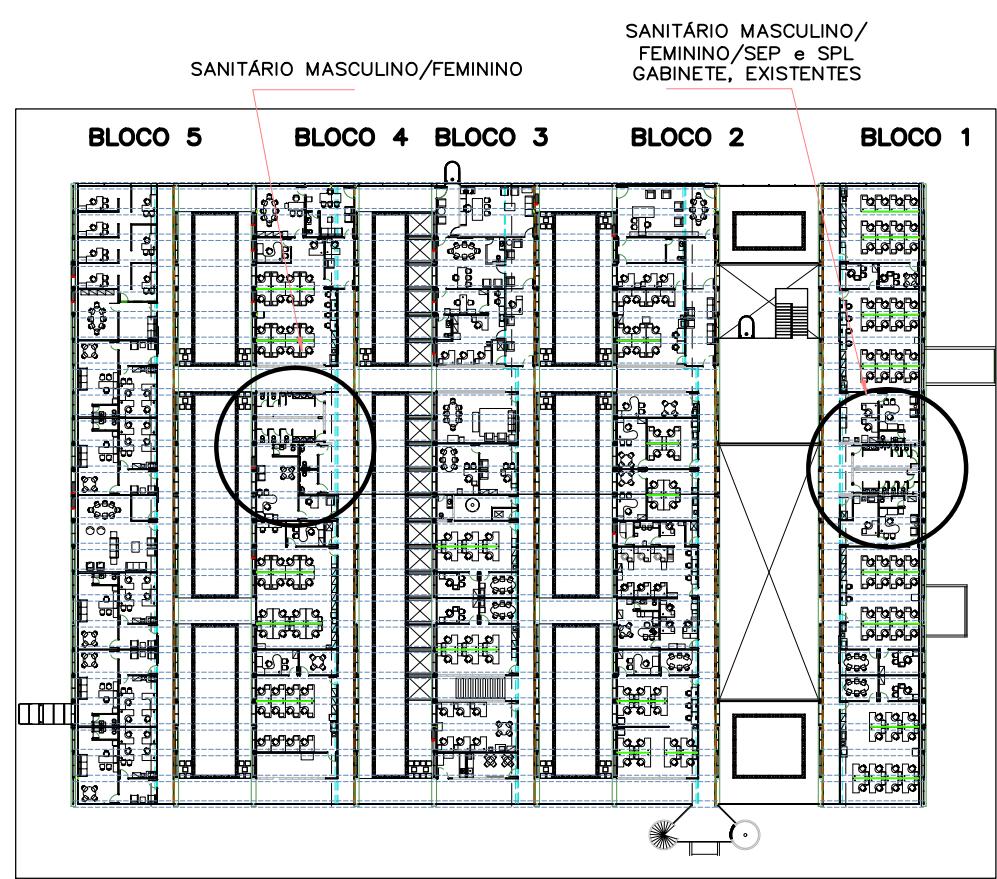 SANITÁRIO MASCULINO/FEMININO
SANITÁRIO MASCULINO/
FEMININO/SEP e SPL
GABINETE, EXISTENTES
BLOCO 5
BLOCO 4
BLOCO 3
BLOCO 2
BLOCO 1